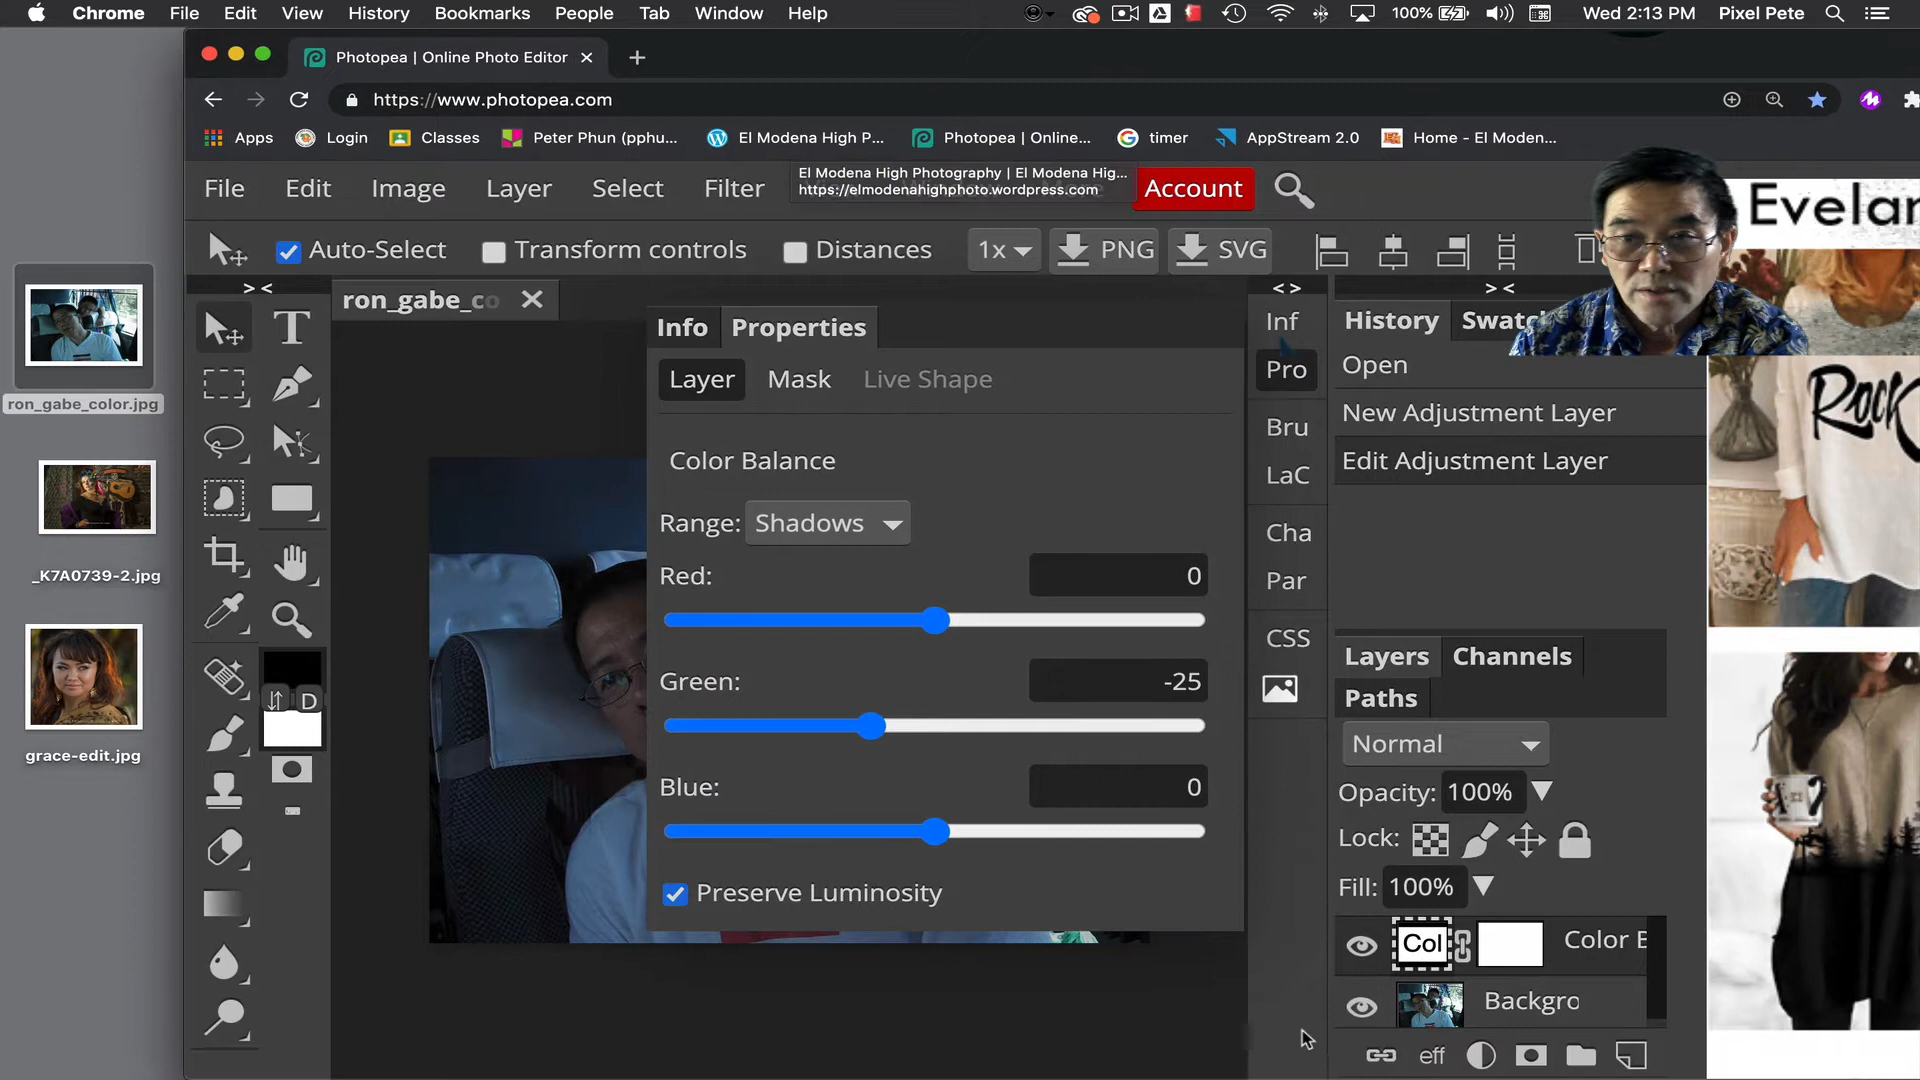 Chrome File Edit View History Bookmarks People Tab Window Help
100% Wed 2:13 PM Pixel Pete
Photopea | Online Photo Editor
https://www.photopea.com
Apps Login Classes Peter Phun (pphu... El Modena High P... Photopea | Online... timer AppStream 2.0 Home - El Moden...
El Modena High Photography | El Modena Hig...
https://elmodenahighphoto.wordpress.com
File Edit Image Layer Select Filter Account
Auto-Select Transform controls Distances 1x PNG SVG
Evelan
> < < > > <
ron_gabe_co
Info Properties
Layer Mask Live Shape
Color Balance
Range: Shadows
Red: 0
Green: -25
Blue: 0
Preserve Luminosity
Inf
Pro
Bru
LaC
Cha
Par
CSS
History Swatc
Open
New Adjustment Layer
Edit Adjustment Layer
Layers Channels
Paths
Normal
Opacity: 100%
Lock:
Fill: 100%
Col Color B
Backgro
eff
T
D
ron_gabe_color.jpg
_K7A0739-2.jpg
grace-edit.jpg
ROCK